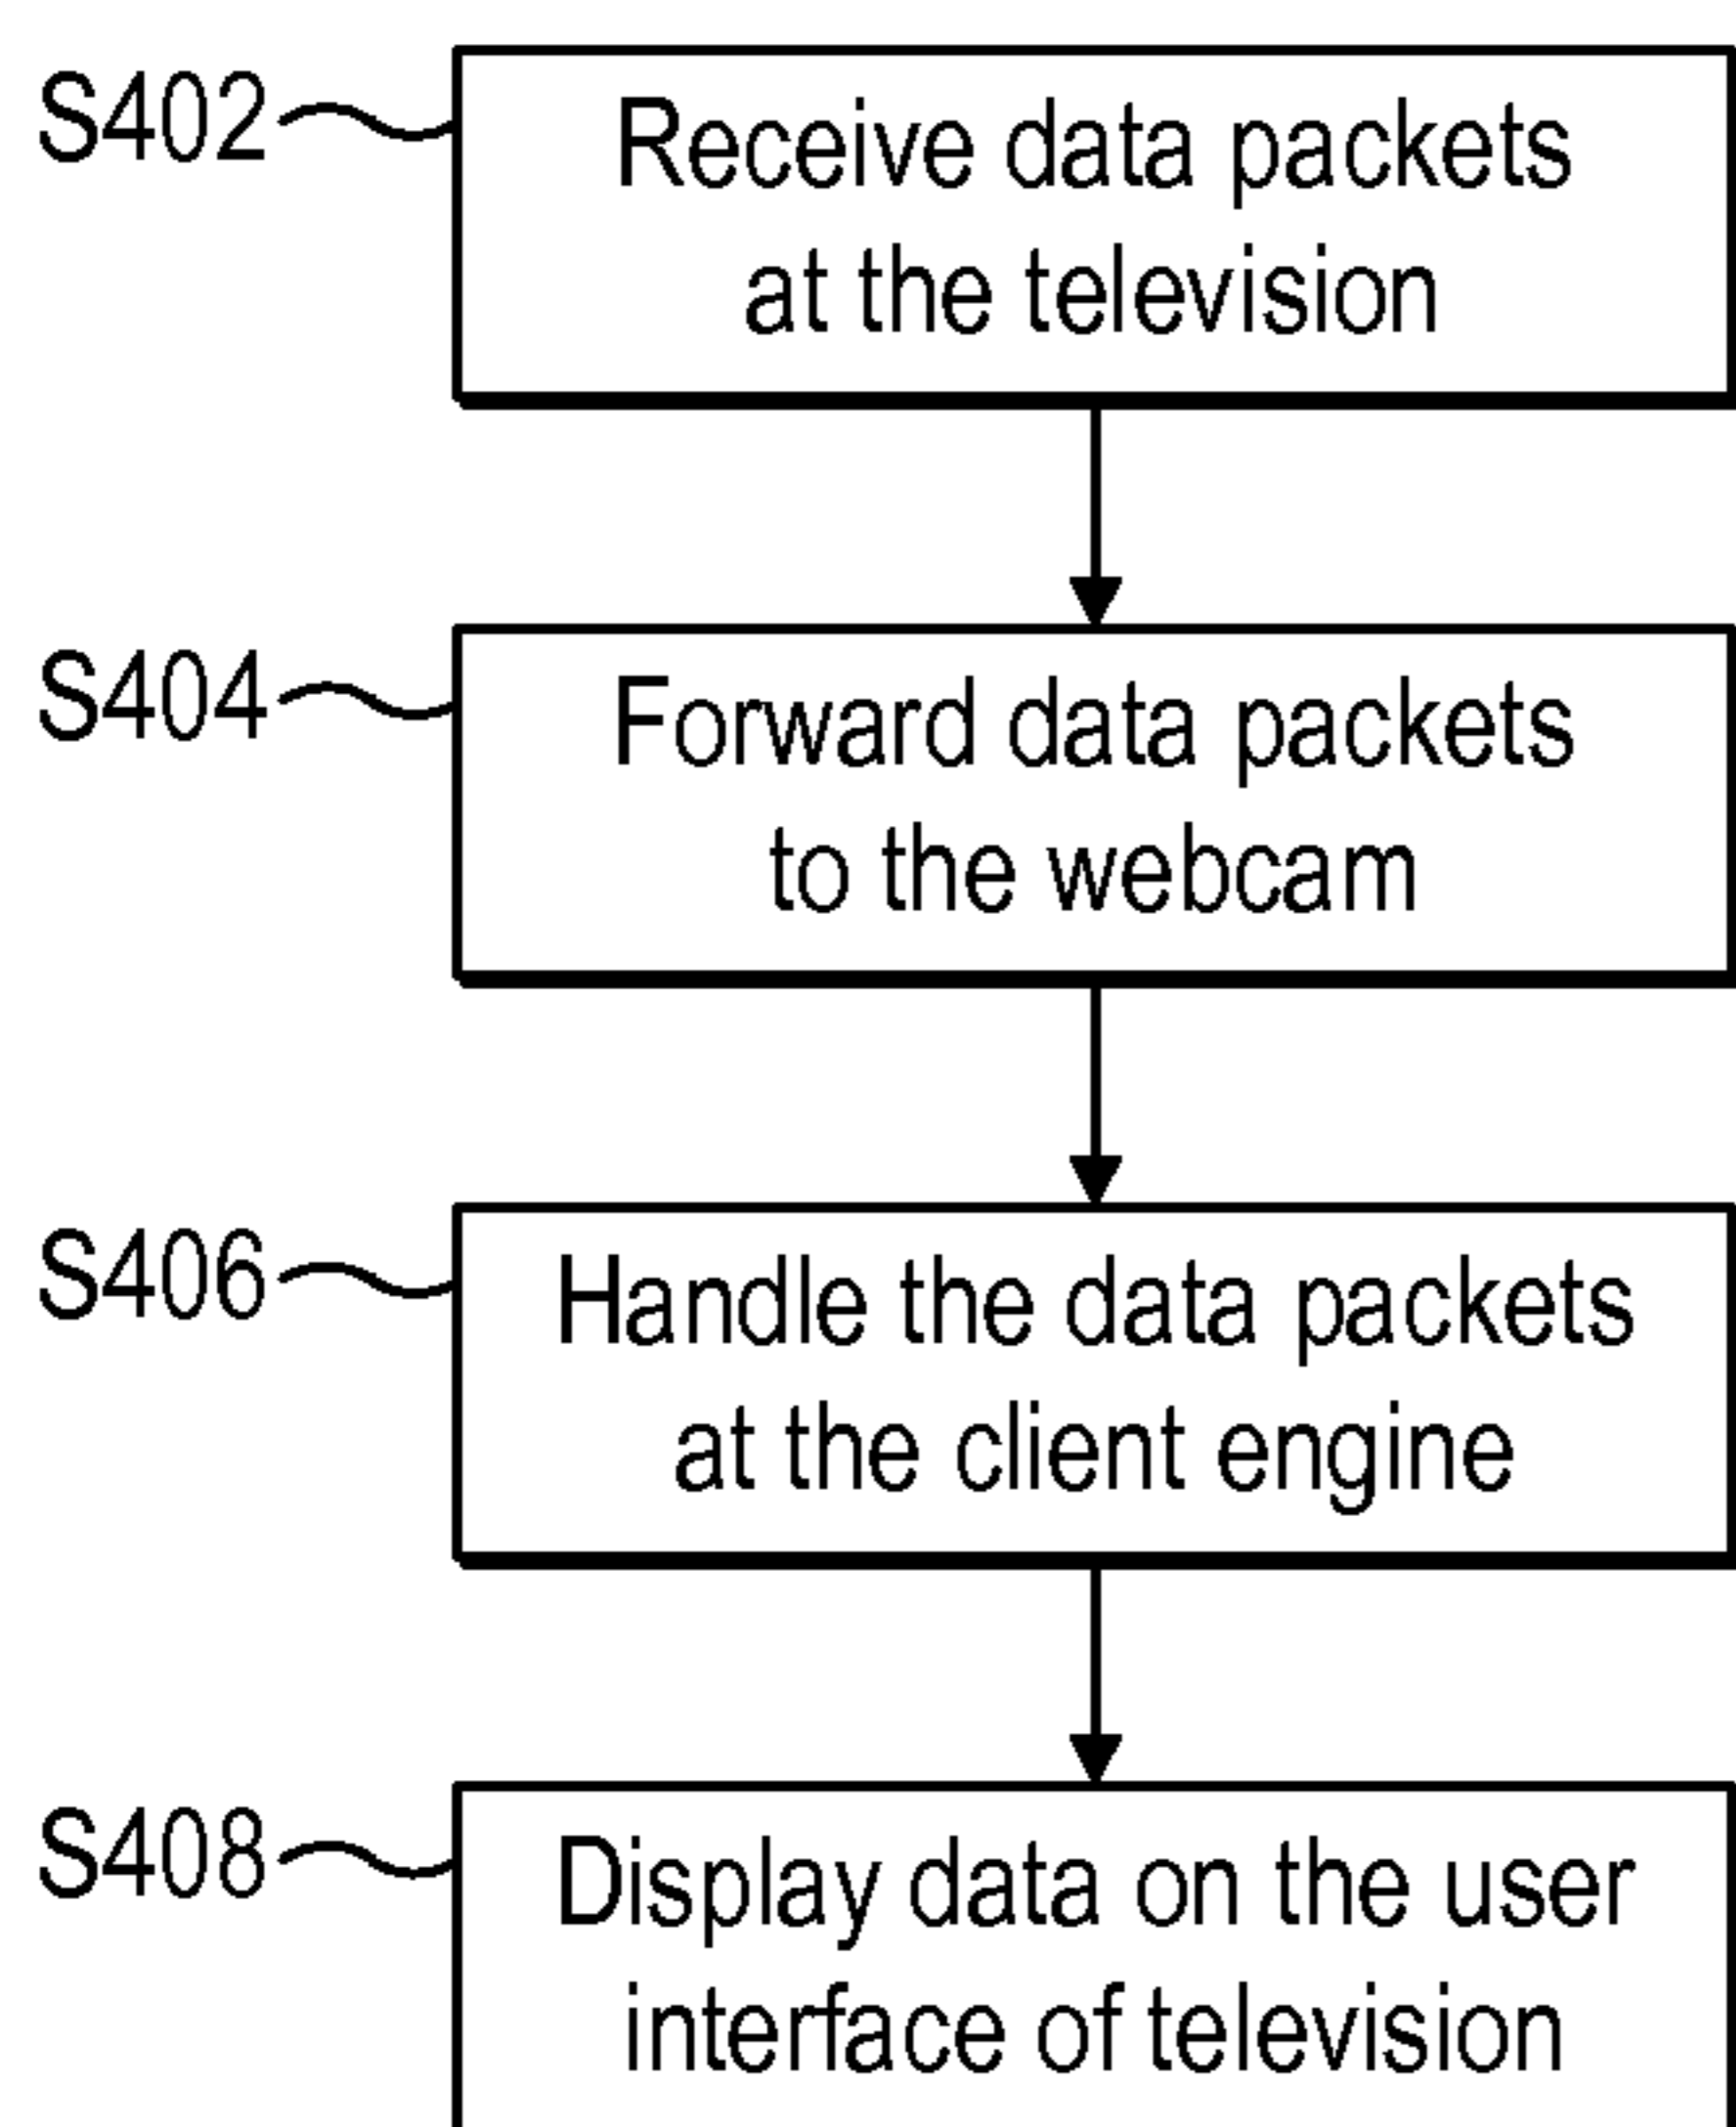 S402
Receive data packets
at the television
S404
Forward data packets
to the webcam
S406
Handle the data packets
at the client engine
S408
Display data on the user
interface of television